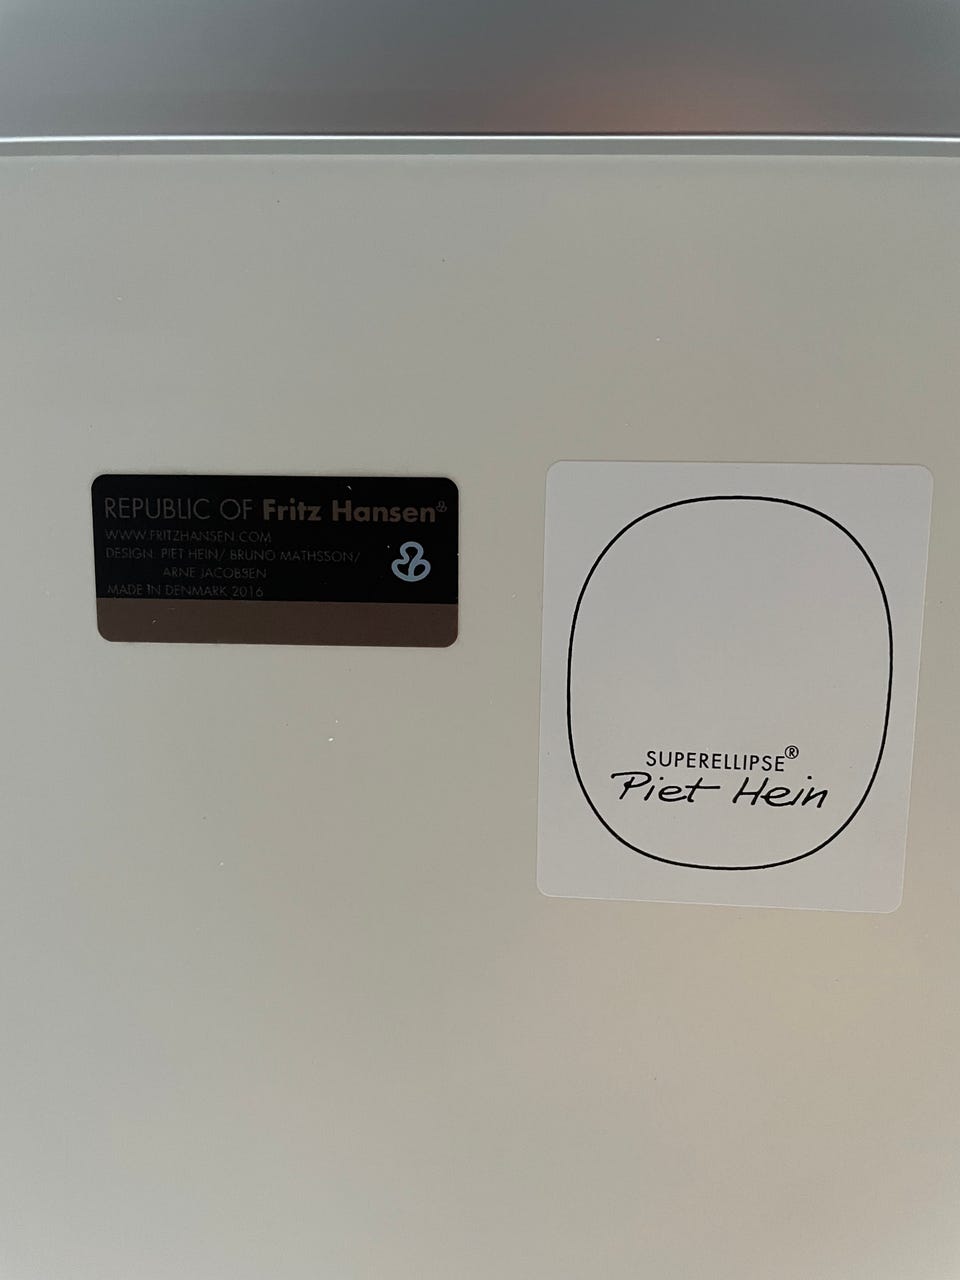 REPUBLIC OF Fritz Hansen®
WWW.FRITZHANSEN.COM
DESIGN: PIET HEIN/ BRUNO MATHSSON/
ARNE JACOBSEN
MADE IN DENMARK 2016
SUPERELLIPSE®
Piet Hein